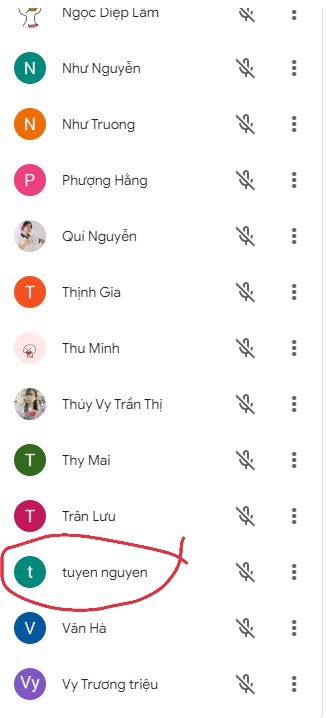 Ngọc Diệp Lâm
N Như Nguyễn
N Như Truong
P Phượng Hằng
Quí Nguyễn
T Thịnh Gia
Thu Minh
Thúy Vy Trần Thị
T Thy Mai
T Trân Lưu
t tuyen nguyen
V Văn Hà
Vy Vy Trương triệu